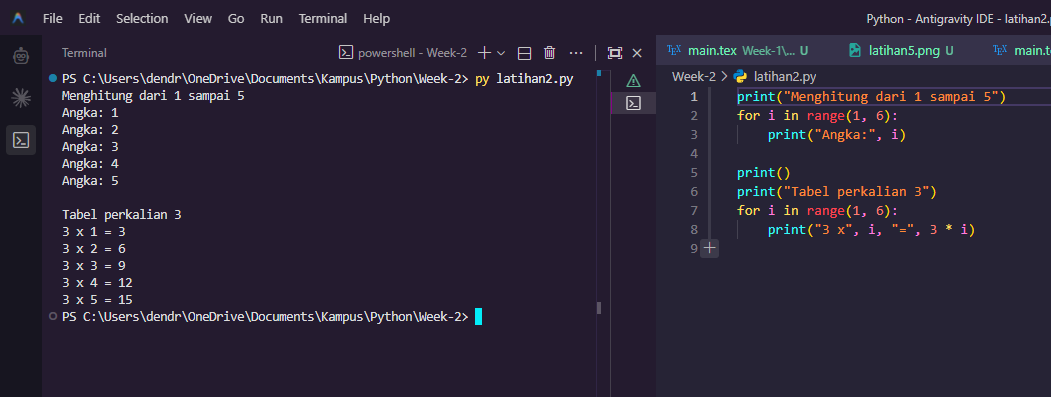 File Edit Selection View Go Run Terminal Help Python - Antigravity IDE - latihan2.p
Terminal powershell - Week-2
PS C:\Users\dendr\OneDrive\Documents\Kampus\Python\Week-2> py latihan2.py
Menghitung dari 1 sampai 5
Angka: 1
Angka: 2
Angka: 3
Angka: 4
Angka: 5
Tabel perkalian 3
3 x 1 = 3
3 x 2 = 6
3 x 3 = 9
3 x 4 = 12
3 x 5 = 15
PS C:\Users\dendr\OneDrive\Documents\Kampus\Python\Week-2>
TEX main.tex Week-1\... U latihan5.png U TEX main.t
Week-2 > latihan2.py
1 print("Menghitung dari 1 sampai 5")
2 for i in range(1, 6):
3     print("Angka:", i)
4
5 print()
6 print("Tabel perkalian 3")
7 for i in range(1, 6):
8     print("3 x", i, "=", 3 * i)
9